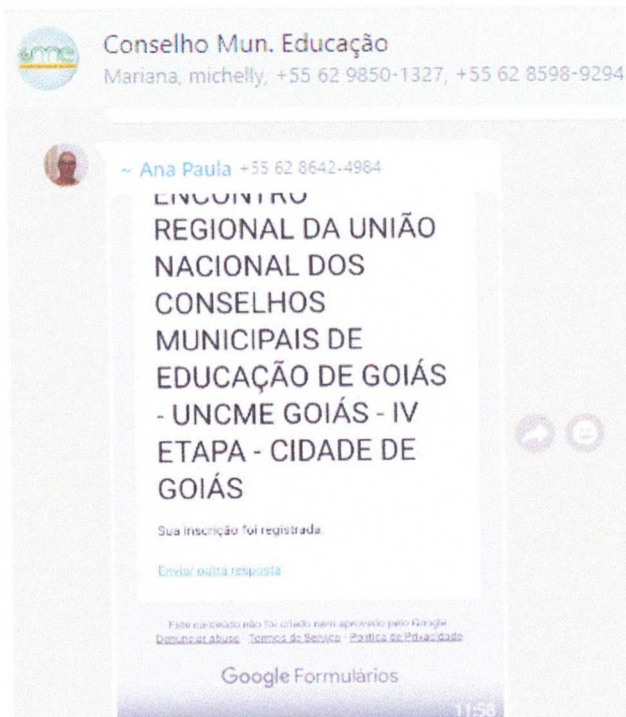 Conselho Mun. Educação
Mariana, michelly, +55 62 9850-1327, +55 62 8598-9294
~ Ana Paula +55 62 8642-4984
ENCONTRO
REGIONAL DA UNIÃO
NACIONAL DOS
CONSELHOS
MUNICIPAIS DE
EDUCAÇÃO DE GOIÁS
- UNCME GOIÁS - IV
ETAPA - CIDADE DE
GOIÁS
Sua inscrição foi registrada.
Enviar outra resposta
Este conteúdo não foi criado nem aprovado pelo Google.
Denunciar abuso - Termos de Serviço - Política de Privacidade
Google Formulários
11:58